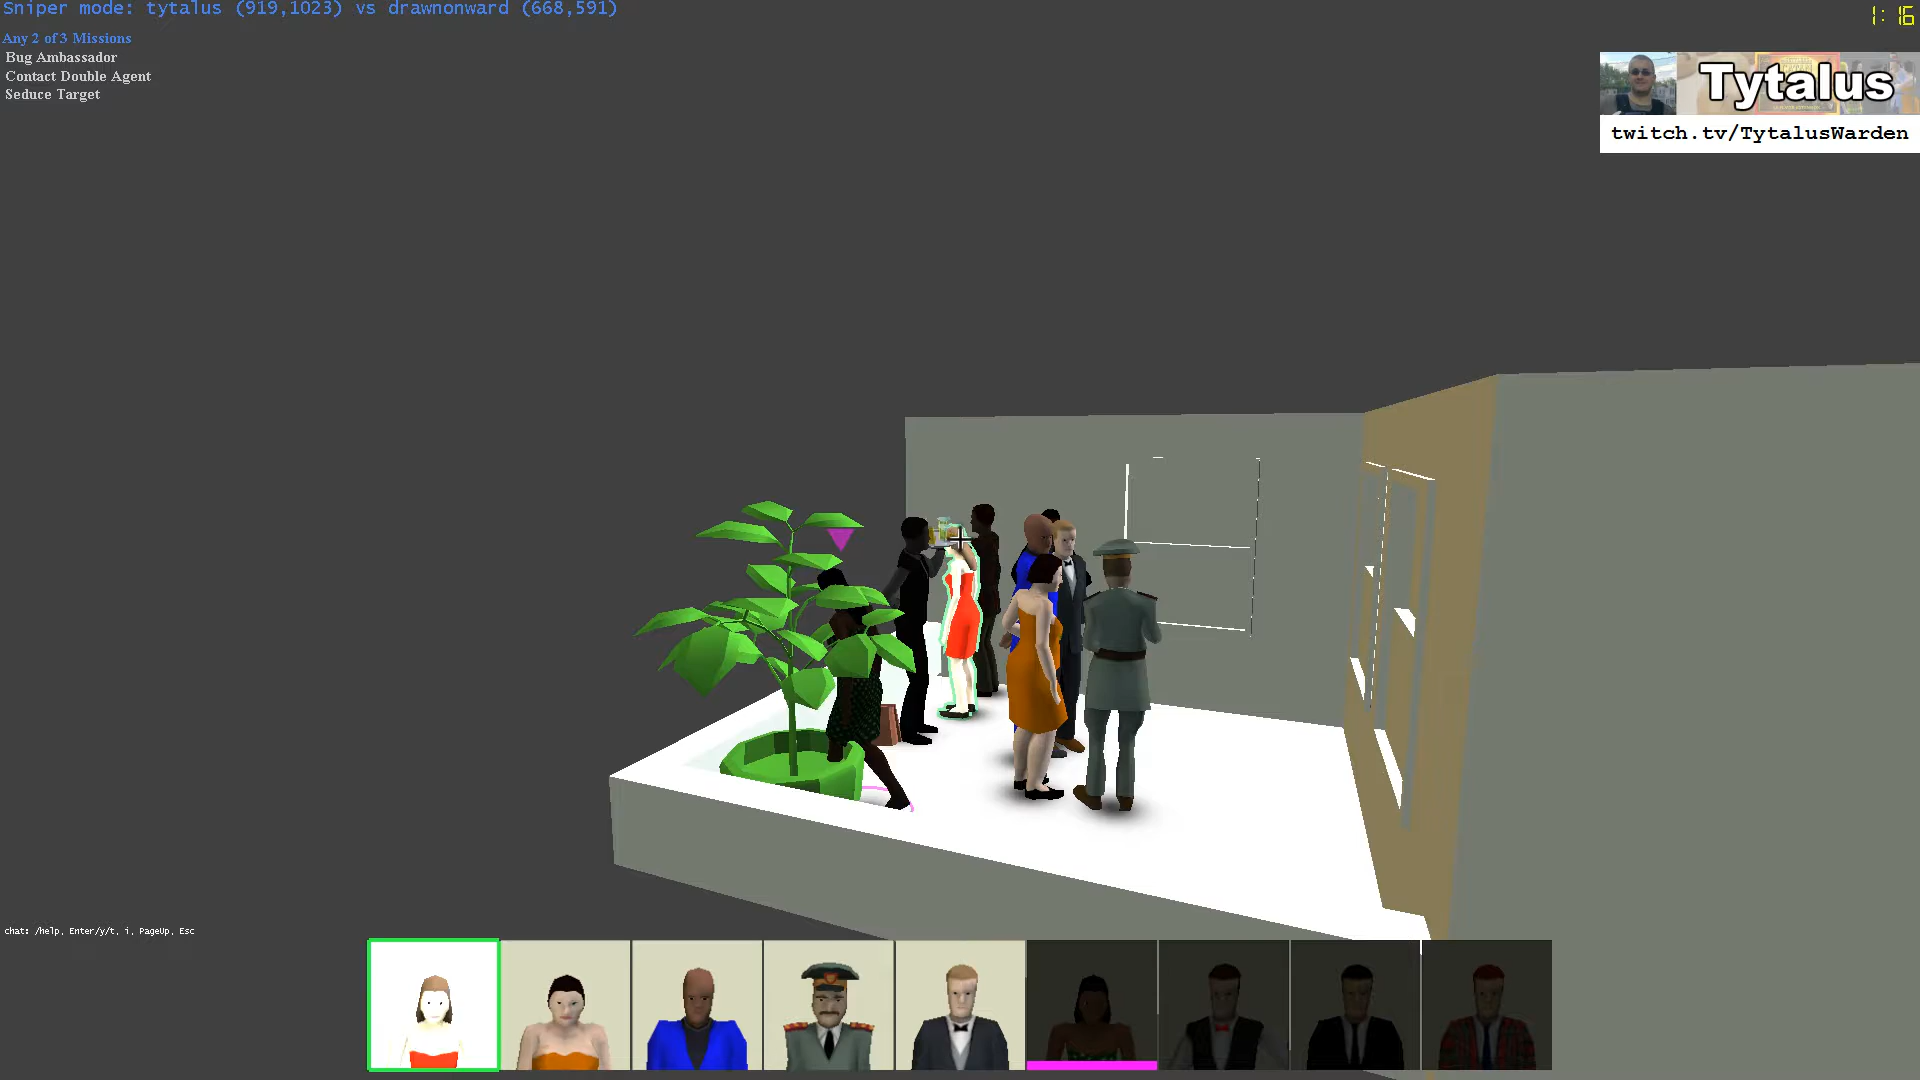 Sniper mode: tytalus (919,1023) vs drawnonward (668,591)
1:16
Any 2 of 3 Missions
Bug Ambassador
Contact Double Agent
Seduce Target
Tytalus
twitch.tv/TytalusWarden
chat: /help, Enter/y/t, i, PageUp, Esc